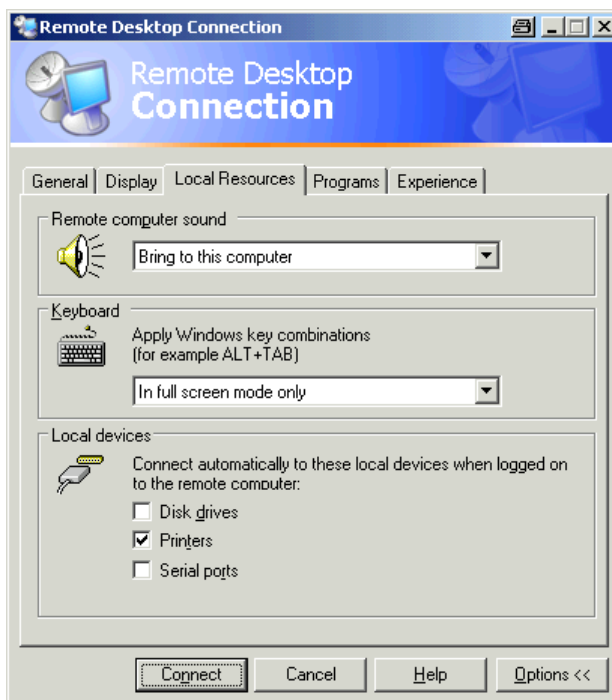 Remote Desktop Connection
Remote Desktop
Connection
General Display Local Resources Programs Experience
Remote computer sound
Bring to this computer
Keyboard
Apply Windows key combinations
(for example ALT+TAB)
In full screen mode only
Local devices
Connect automatically to these local devices when logged on
to the remote computer:
Disk drives
Printers
Serial ports
Connect Cancel Help Options <<